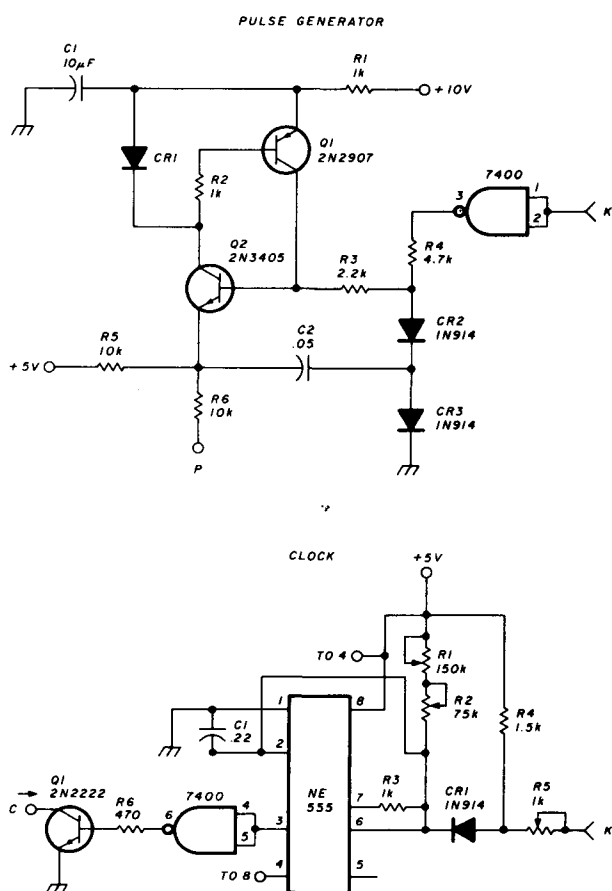 PULSE GENERATOR
C1
10µF
R1
1k
+10V
CR1
Q1
2N2907
R2
1k
7400
3
1
2
K
Q2
2N3405
R3
2.2k
R4
4.7k
CR2
1N914
C2
.05
R5
10k
+5V
R6
10k
CR3
1N914
P
CLOCK
+5V
TO 4
R1
150k
R2
75k
R4
1.5k
1
8
C1
.22
2
Q1
2N2222
C
R6
470
7400
6
4
5
3
NE
555
7
R3
1k
6
CR1
1N914
R5
1k
K
TO 8
4
5